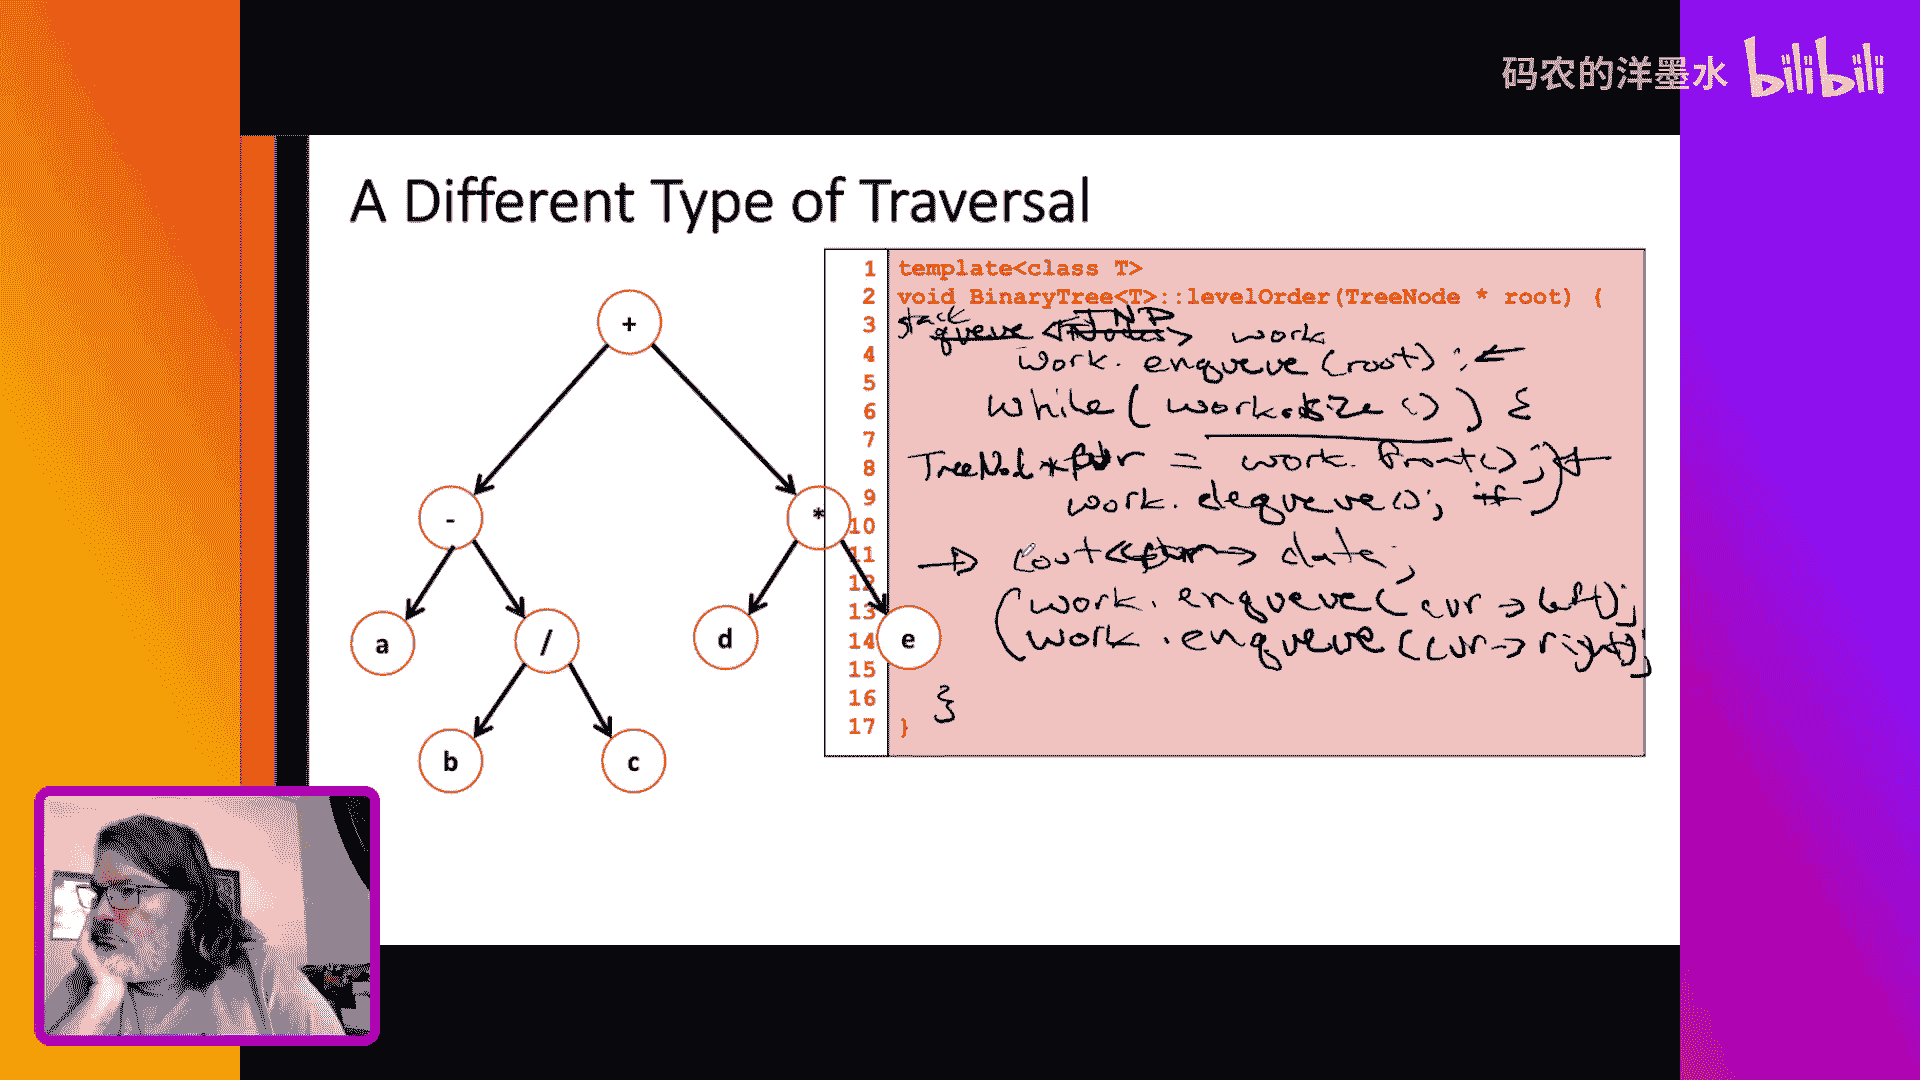 码农的洋墨水 bilibili
A Different Type of Traversal
+
-
*
a
/
d
e
b
c
1 template<class T>
2 void BinaryTree<T>::levelOrder(TreeNode * root) {
3
4
5
6
7
8
9
10
11
12
13
14
15
16
17 }
stack
queue <TNP> work
work. enqueue (root) ; ←
while ( work.size () ) {
= work. front() ; ←
work. dequeue();
→ cout<< → data;
work. enqueue( cur → left);
work .enqueue (cur → right);
}